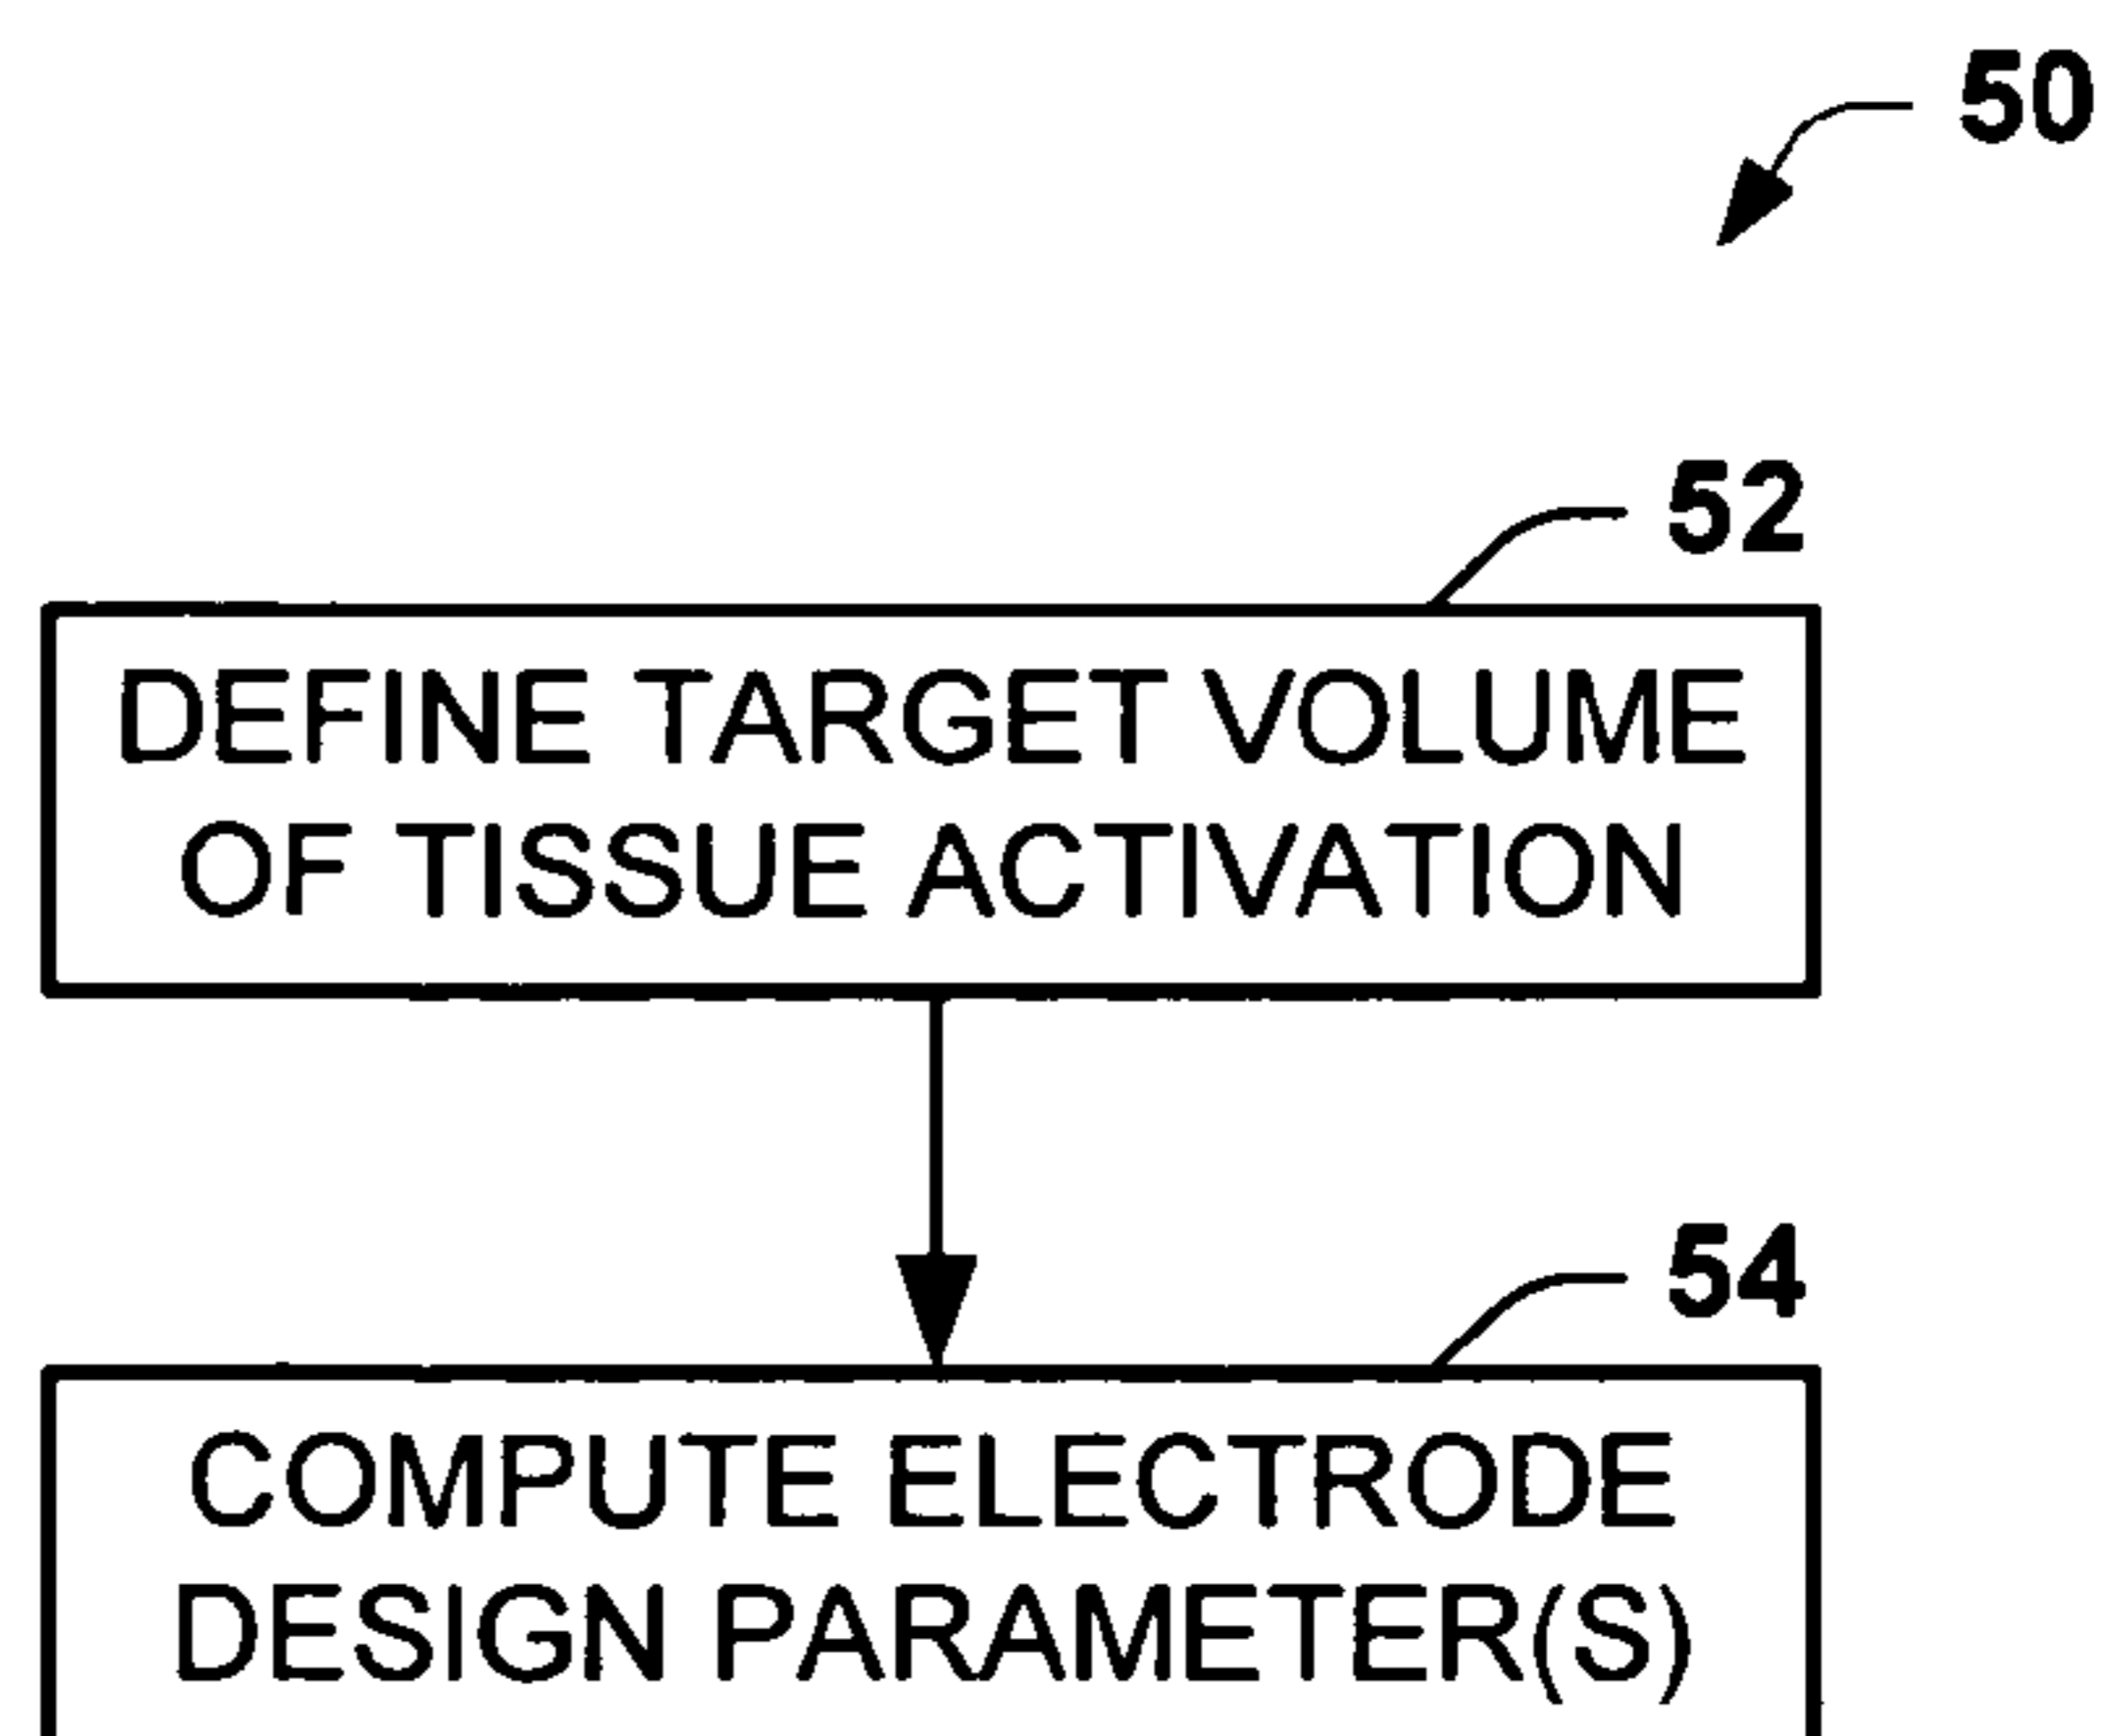 50
52
DEFINE TARGET VOLUME
OF TISSUE ACTIVATION
54
COMPUTE ELECTRODE
DESIGN PARAMETER(S)